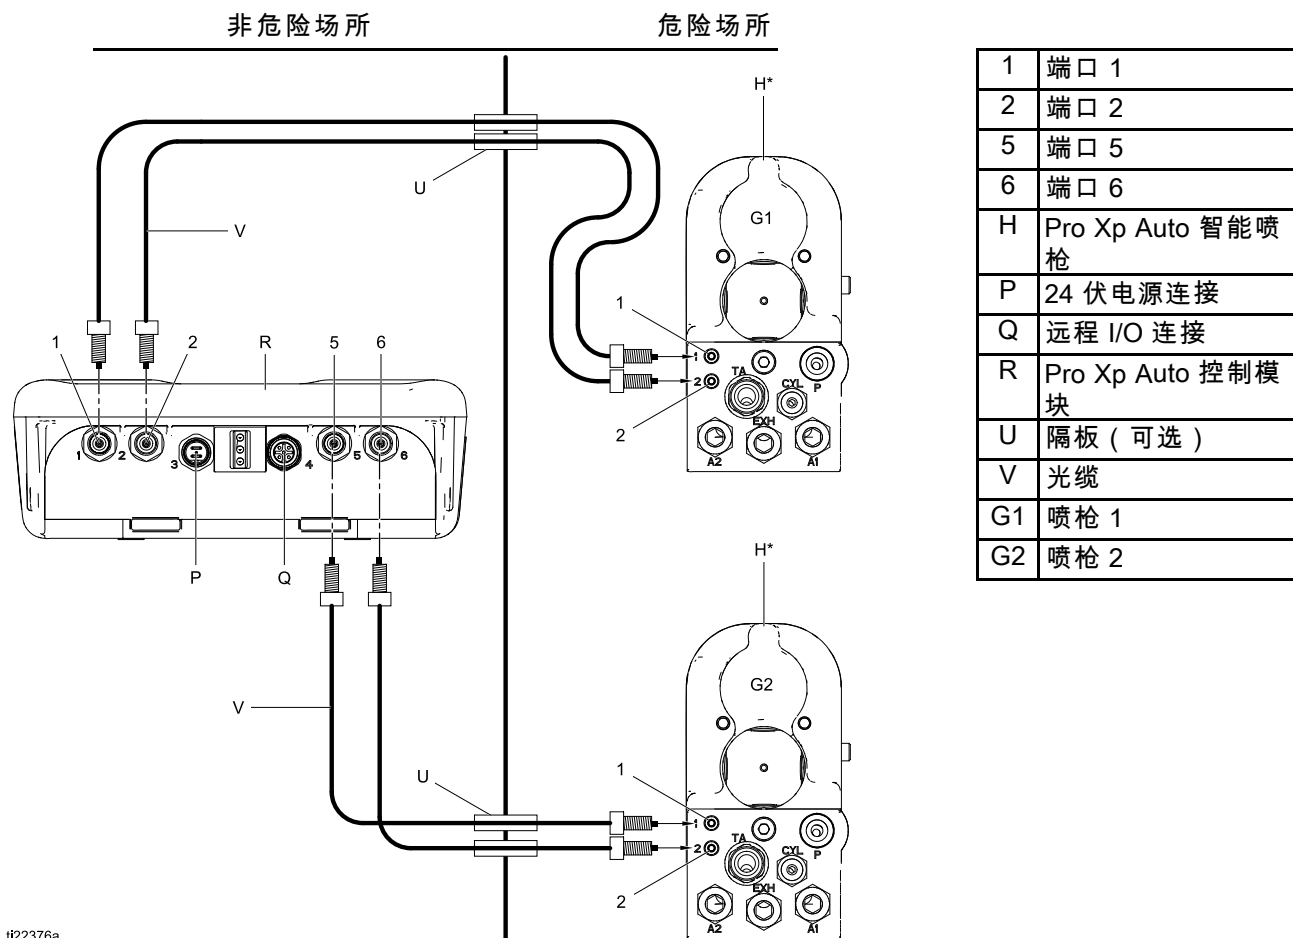 非危险场所
危险场所
H*
G1
U
V
1
1
2
R
5
6
1
2
TA
CYL
P
EXH
A2
A1
2
1
2
3
4
5
6
P
Q
H*
G2
V
U
1
1
2
TA
CYL
P
EXH
A2
A1
2
ti22376a
1 端口 1
2 端口 2
5 端口 5
6 端口 6
H Pro Xp Auto 智能喷
枪
P 24 伏电源连接
Q 远程 I/O 连接
R Pro Xp Auto 控制模
块
U 隔板（可选）
V 光缆
G1 喷枪 1
G2 喷枪 2